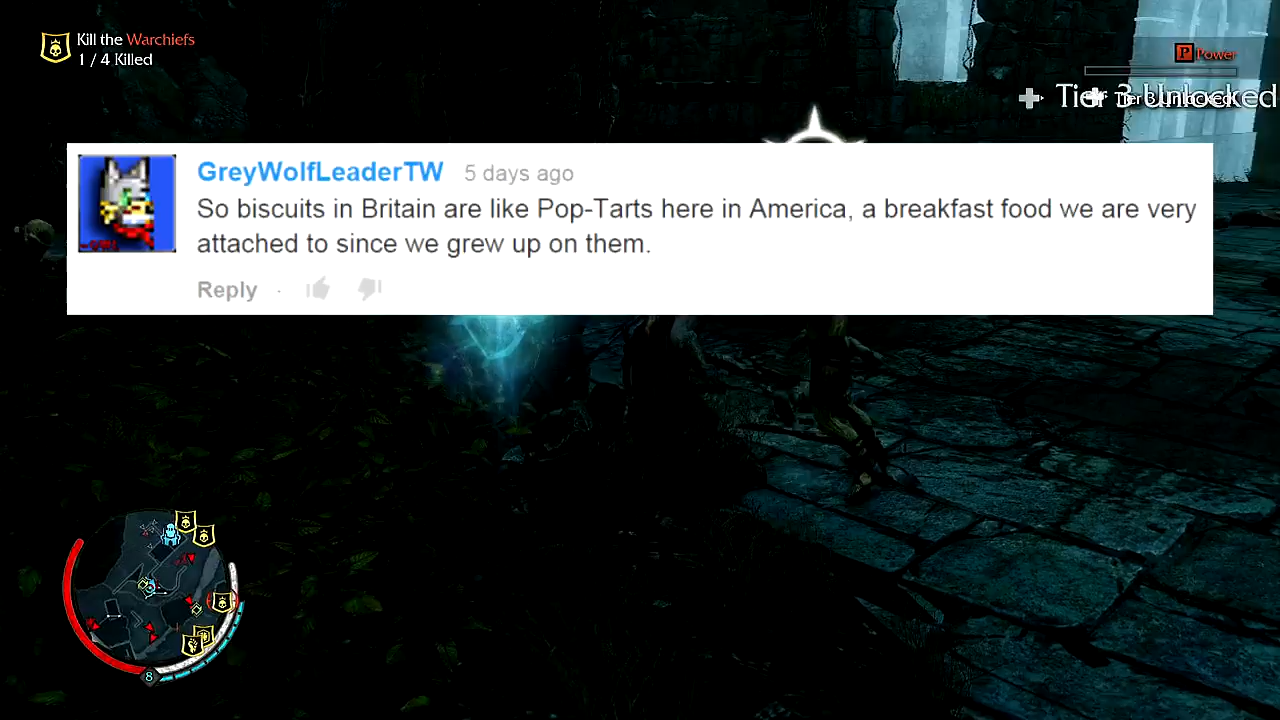 Kill the Warchiefs
1 / 4 Killed
P Power
Tier 3 Unlocked
GreyWolfLeaderTW 5 days ago
So biscuits in Britain are like Pop-Tarts here in America, a breakfast food we are very
attached to since we grew up on them.
Reply ·
8